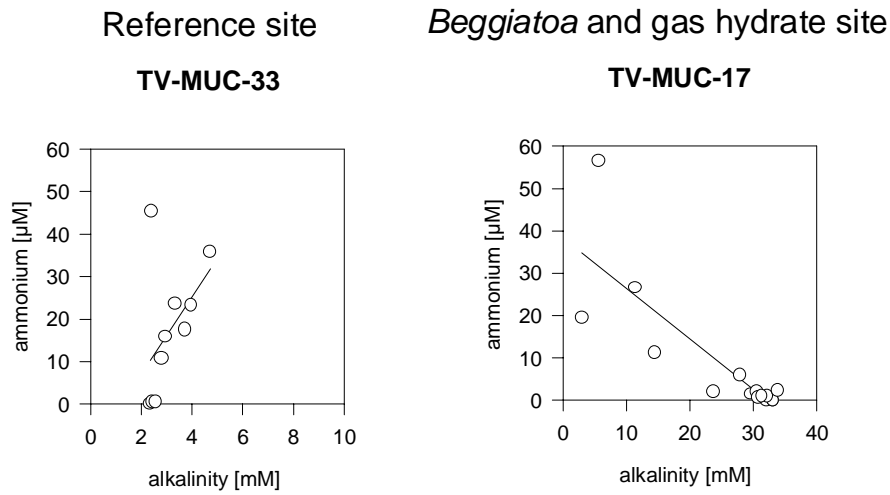 Reference site
TV-MUC-33
ammonium [µM]
60
50
40
30
20
10
0
0 2 4 6 8 10
alkalinity [mM]
Beggiatoa and gas hydrate site
TV-MUC-17
ammonium [µM]
60
50
40
30
20
10
0
0 10 20 30 40
alkalinity [mM]